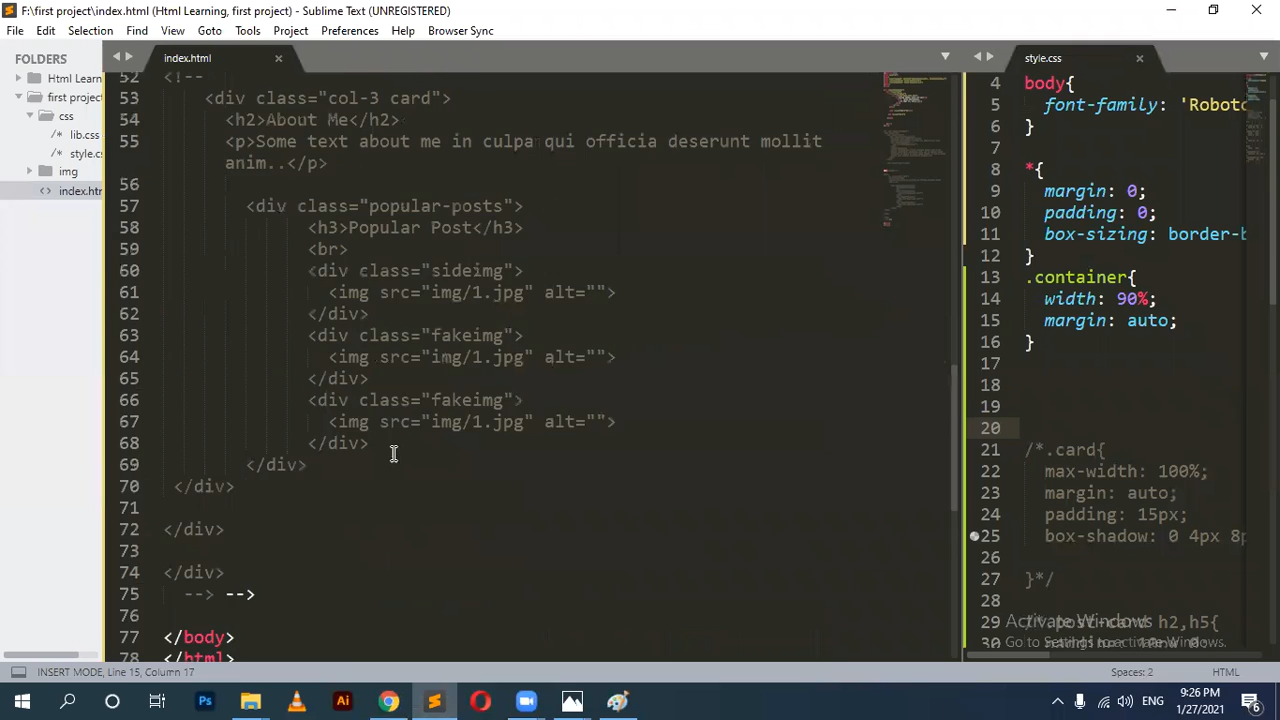 F:\first project\index.html (Html Learning, first project) - Sublime Text (UNREGISTERED)
File Edit Selection Find View Goto Tools Project Preferences Help Browser Sync
FOLDERS
Html Learn
first project
css
lib.css
style.c
img
index.htm
index.html
52 <!--
53 <div class="col-3 card">
54 <h2>About Me</h2>
55 <p>Some text about me in culpa qui officia deserunt mollit
anim..</p>
56
57 <div class="popular-posts">
58 <h3>Popular Post</h3>
59 <br>
60 <div class="sideimg">
61 <img src="img/1.jpg" alt="">
62 </div>
63 <div class="fakeimg">
64 <img src="img/1.jpg" alt="">
65 </div>
66 <div class="fakeimg">
67 <img src="img/1.jpg" alt="">
68 </div>
69 </div>
70 </div>
71
72 </div>
73
74 </div>
75 --> -->
76
77 </body>
78 </html>
style.css
4 body{
5 font-family: 'Roboto
6 }
7
8 *{
9 margin: 0;
10 padding: 0;
11 box-sizing: border-b
12 }
13 .container{
14 width: 90%;
15 margin: auto;
16 }
17
18
19
20
21 /*.card{
22 max-width: 100%;
23 margin: auto;
24 padding: 15px;
25 box-shadow: 0 4px 8p
26
27 }*/
28
29 /*.post-card h2,h5{
30
Activate Windows
Go to Settings to activate Windows.
INSERT MODE, Line 15, Column 17
Spaces: 2
HTML
Ps
Ai
ENG
9:26 PM
1/27/2021
6